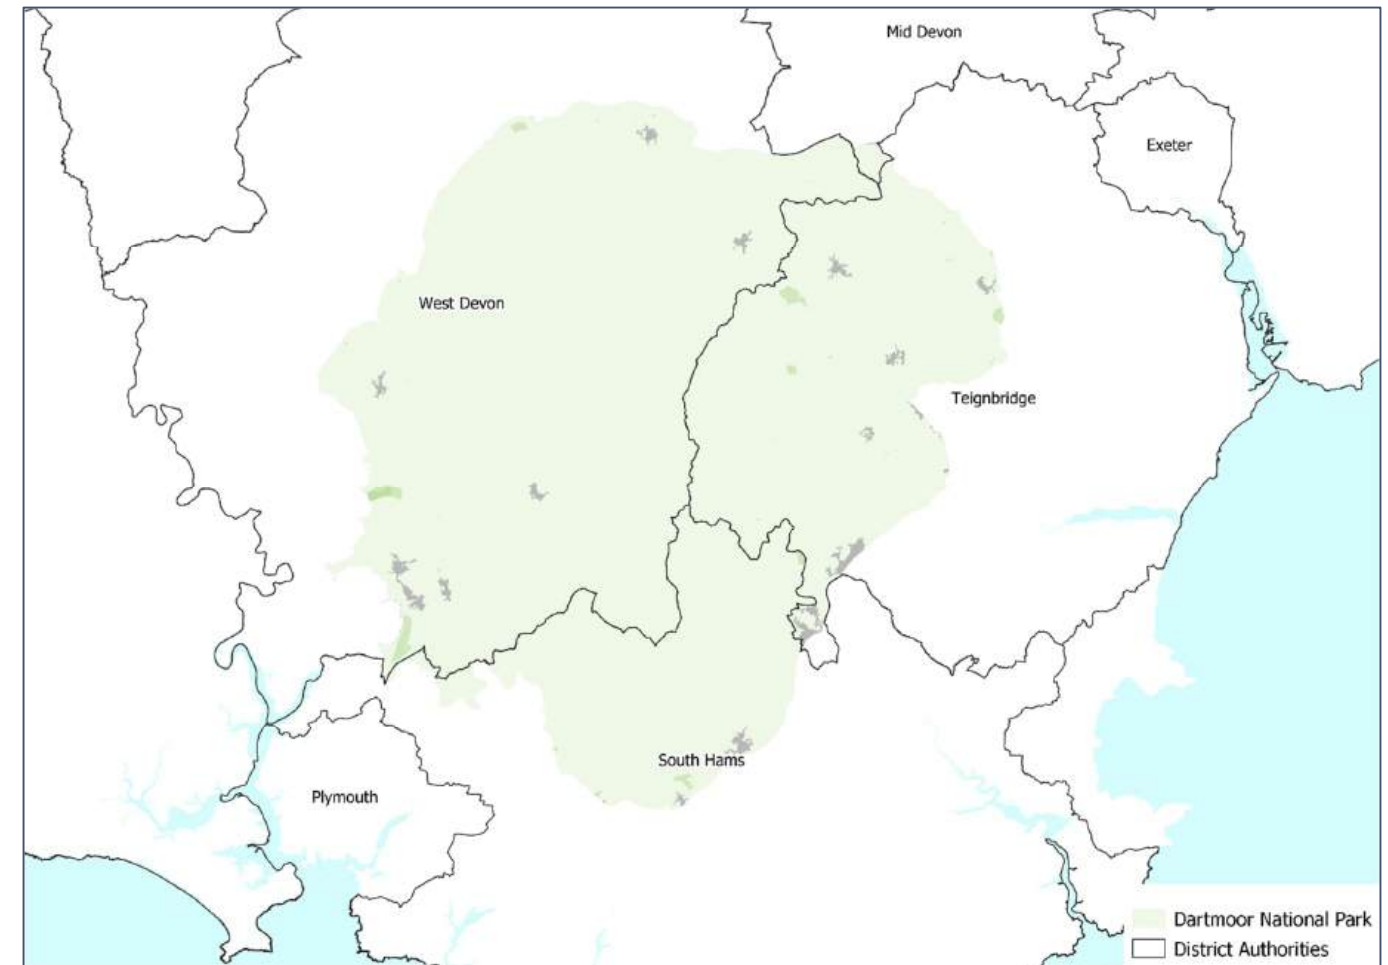 Mid Devon
Exeter
West Devon
Teignbridge
South Hams
Plymouth
Dartmoor National Park
District Authorities